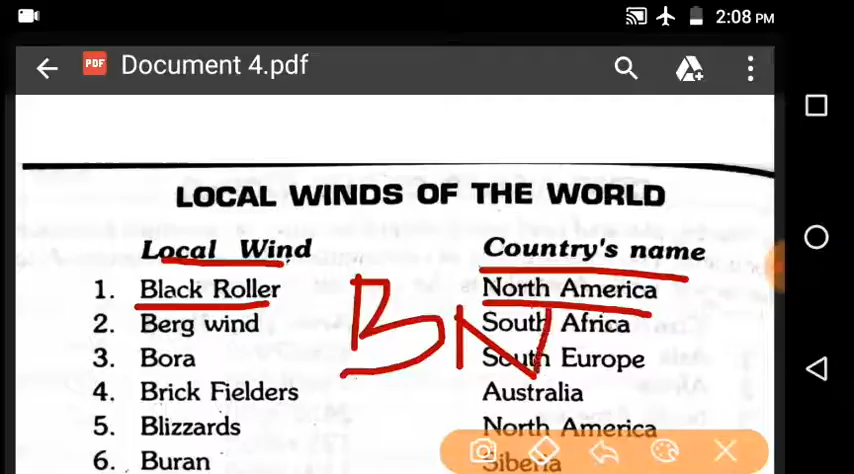 2:08 PM
PDF Document 4.pdf
LOCAL WINDS OF THE WORLD
Local Wind Country's name
1. Black Roller North America
2. Berg wind South Africa
3. Bora South Europe
4. Brick Fielders Australia
5. Blizzards North America
6. Buran Siberia
BN